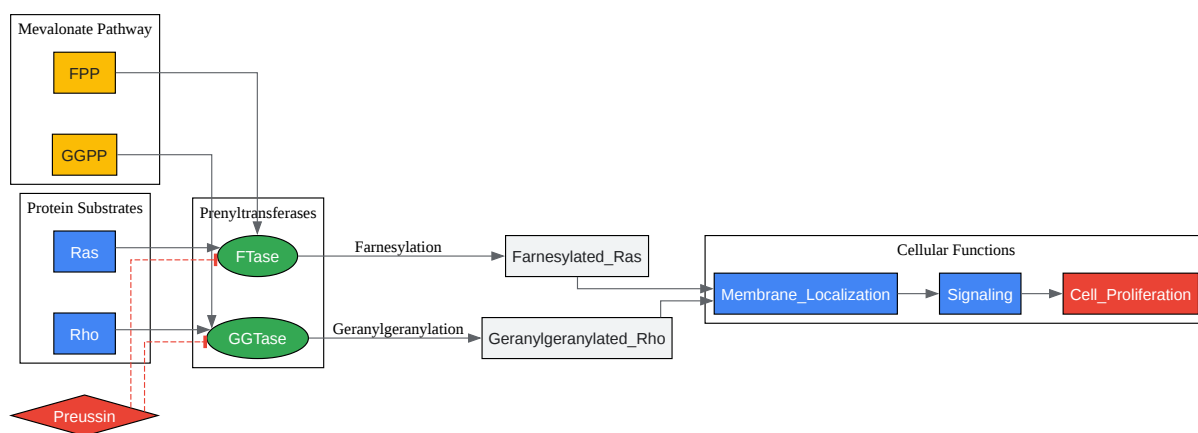 Mevalonate Pathway
FPP
GGPP
Protein Substrates
Ras
Rho
Preussin
Prenyltransferases
FTase
GGTase
Farnesylation
Geranylgeranylation
Farnesylated_Ras
Geranylgeranylated_Rho
Cellular Functions
Membrane_Localization
Signaling
Cell_Proliferation